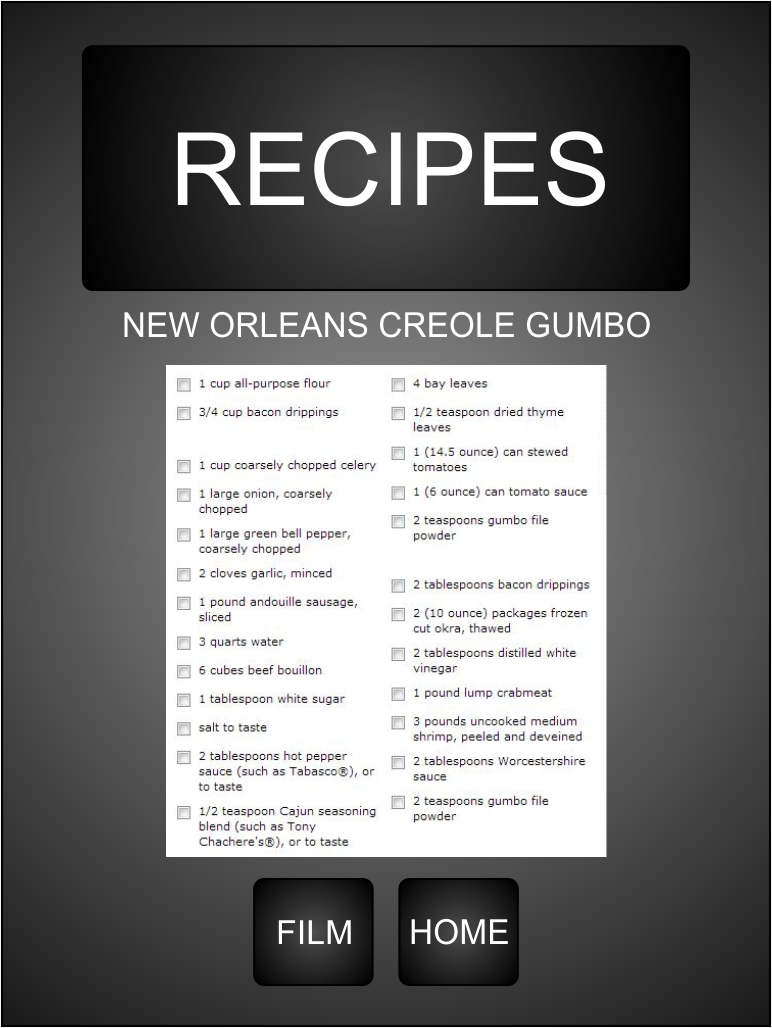 RECIPES
NEW ORLEANS CREOLE GUMBO
1 cup all-purpose flour
3/4 cup bacon drippings
1 cup coarsely chopped celery
1 large onion, coarsely
chopped
1 large green bell pepper,
coarsely chopped
2 cloves garlic, minced
1 pound andouille sausage,
sliced
3 quarts water
6 cubes beef bouillon
1 tablespoon white sugar
salt to taste
2 tablespoons hot pepper
sauce (such as Tabasco®), or
to taste
1/2 teaspoon Cajun seasoning
blend (such as Tony
Chachere's®), or to taste
4 bay leaves
1/2 teaspoon dried thyme
leaves
1 (14.5 ounce) can stewed
tomatoes
1 (6 ounce) can tomato sauce
2 teaspoons gumbo file
powder
2 tablespoons bacon drippings
2 (10 ounce) packages frozen
cut okra, thawed
2 tablespoons distilled white
vinegar
1 pound lump crabmeat
3 pounds uncooked medium
shrimp, peeled and deveined
2 tablespoons Worcestershire
sauce
2 teaspoons gumbo file
powder
FILM
HOME